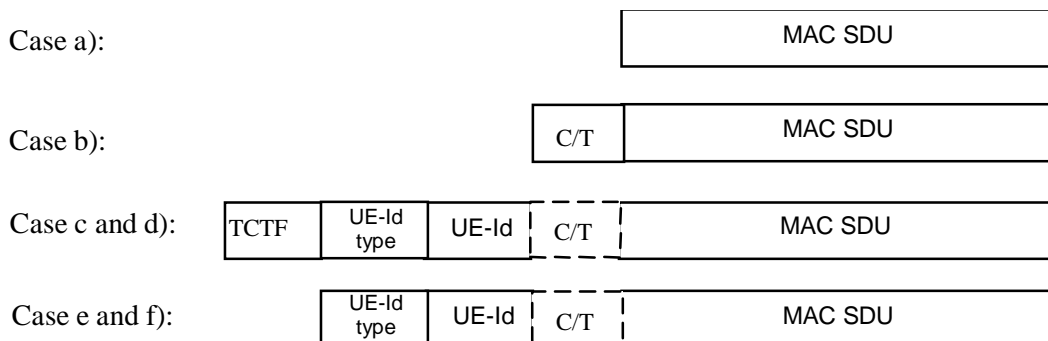 Case a): MAC SDU
Case b): C/T MAC SDU
Case c and d): TCTF UE-Id type UE-Id C/T MAC SDU
Case e and f): UE-Id type UE-Id C/T MAC SDU